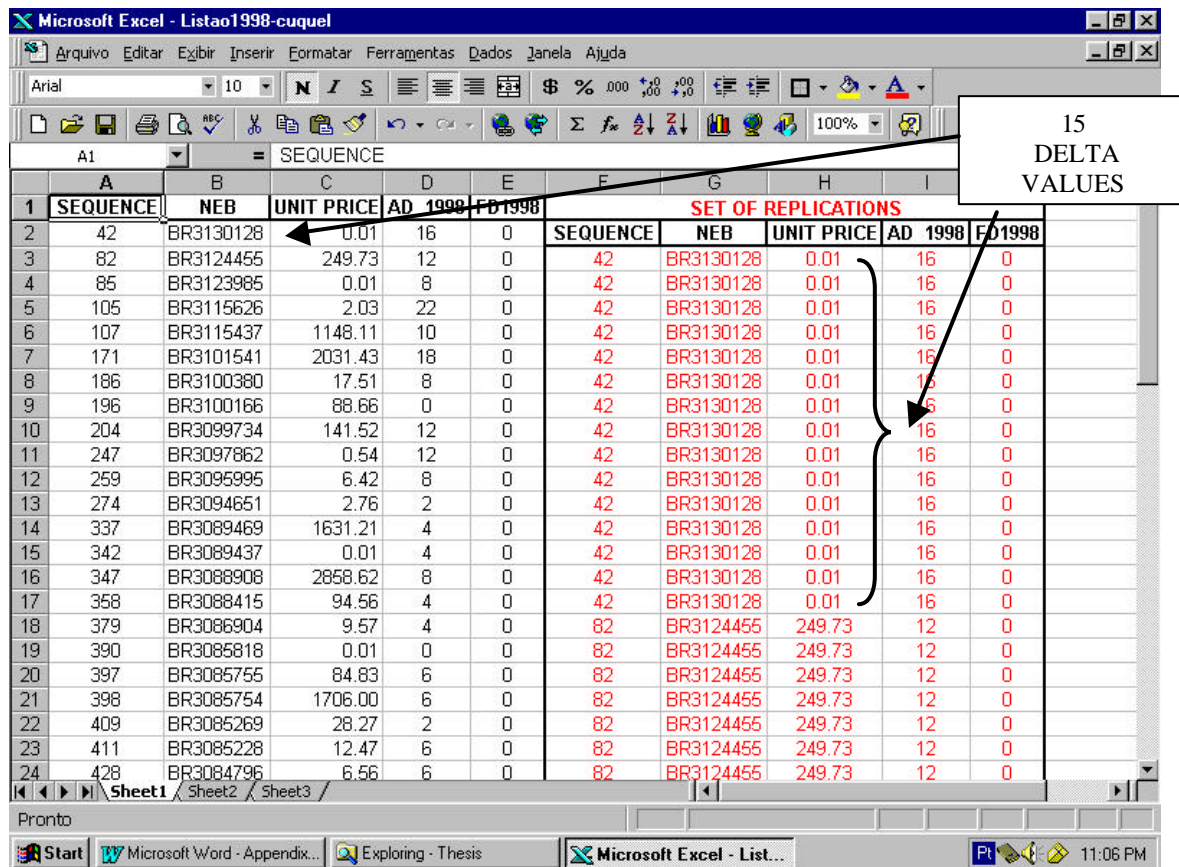 Microsoft Excel - Listao1998-cuquel
Arquivo Editar Exibir Inserir Formatar Ferramentas Dados Janela Ajuda
Arial 10 N I S $ % 000 ,00 ,0
Σ fx 100%
15
DELTA
VALUES
A1 = SEQUENCE
A B C D E F G H I
1 SEQUENCE NEB UNIT PRICE AD 1998 FD1998 SET OF REPLICATIONS
2 42 BR3130128 0.01 16 0 SEQUENCE NEB UNIT PRICE AD 1998 FD1998
3 82 BR3124455 249.73 12 0 42 BR3130128 0.01 16 0
4 85 BR3123985 0.01 8 0 42 BR3130128 0.01 16 0
5 105 BR3115626 2.03 22 0 42 BR3130128 0.01 16 0
6 107 BR3115437 1148.11 10 0 42 BR3130128 0.01 16 0
7 171 BR3101541 2031.43 18 0 42 BR3130128 0.01 16 0
8 186 BR3100380 17.51 8 0 42 BR3130128 0.01 16 0
9 196 BR3100166 88.66 0 0 42 BR3130128 0.01 16 0
10 204 BR3099734 141.52 12 0 42 BR3130128 0.01 16 0
11 247 BR3097862 0.54 12 0 42 BR3130128 0.01 16 0
12 259 BR3095995 6.42 8 0 42 BR3130128 0.01 16 0
13 274 BR3094651 2.76 2 0 42 BR3130128 0.01 16 0
14 337 BR3089469 1631.21 4 0 42 BR3130128 0.01 16 0
15 342 BR3089437 0.01 4 0 42 BR3130128 0.01 16 0
16 347 BR3088908 2858.62 8 0 42 BR3130128 0.01 16 0
17 358 BR3088415 94.56 4 0 42 BR3130128 0.01 16 0
18 379 BR3086904 9.57 4 0 82 BR3124455 249.73 12 0
19 390 BR3085818 0.01 0 0 82 BR3124455 249.73 12 0
20 397 BR3085755 84.83 6 0 82 BR3124455 249.73 12 0
21 398 BR3085754 1706.00 6 0 82 BR3124455 249.73 12 0
22 409 BR3085269 28.27 2 0 82 BR3124455 249.73 12 0
23 411 BR3085228 12.47 6 0 82 BR3124455 249.73 12 0
24 428 BR3084796 6.56 6 0 82 BR3124455 249.73 12 0
Sheet1 Sheet2 Sheet3
Pronto
Start Microsoft Word - Appendix... Exploring - Thesis Microsoft Excel - List... Pt 11:06 PM